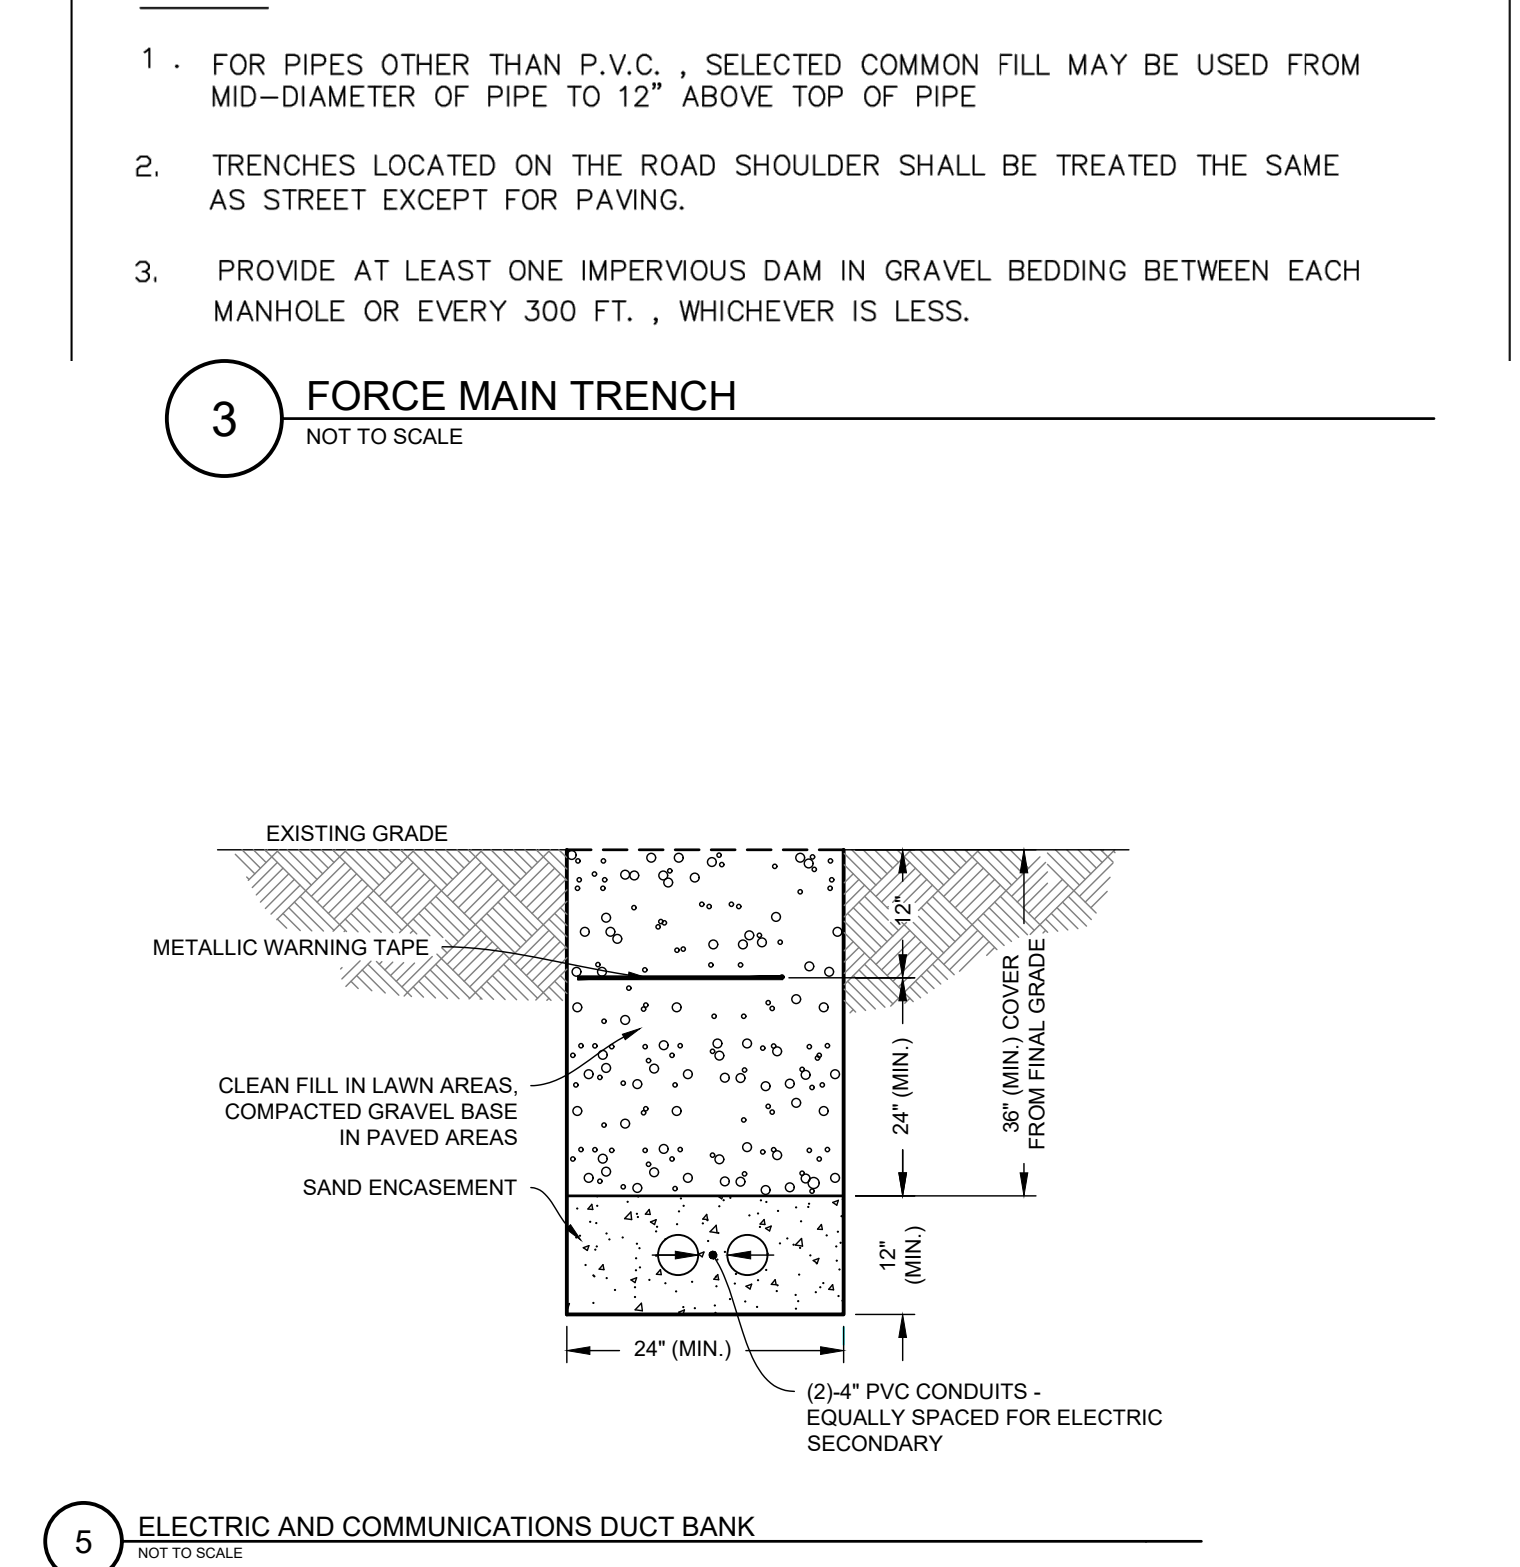 1. FOR PIPES OTHER THAN P.V.C. , SELECTED COMMON FILL MAY BE USED FROM
MID-DIAMETER OF PIPE TO 12" ABOVE TOP OF PIPE
2. TRENCHES LOCATED ON THE ROAD SHOULDER SHALL BE TREATED THE SAME
AS STREET EXCEPT FOR PAVING.
3. PROVIDE AT LEAST ONE IMPERVIOUS DAM IN GRAVEL BEDDING BETWEEN EACH
MANHOLE OR EVERY 300 FT. , WHICHEVER IS LESS.
3
FORCE MAIN TRENCH
NOT TO SCALE
EXISTING GRADE
METALLIC WARNING TAPE
CLEAN FILL IN LAWN AREAS,
COMPACTED GRAVEL BASE
IN PAVED AREAS
SAND ENCASEMENT
12"
24" (MIN.)
36" (MIN.) COVER
FROM FINAL GRADE
12"
(MIN.)
24" (MIN.)
(2)-4" PVC CONDUITS -
EQUALLY SPACED FOR ELECTRIC
SECONDARY
5
ELECTRIC AND COMMUNICATIONS DUCT BANK
NOT TO SCALE